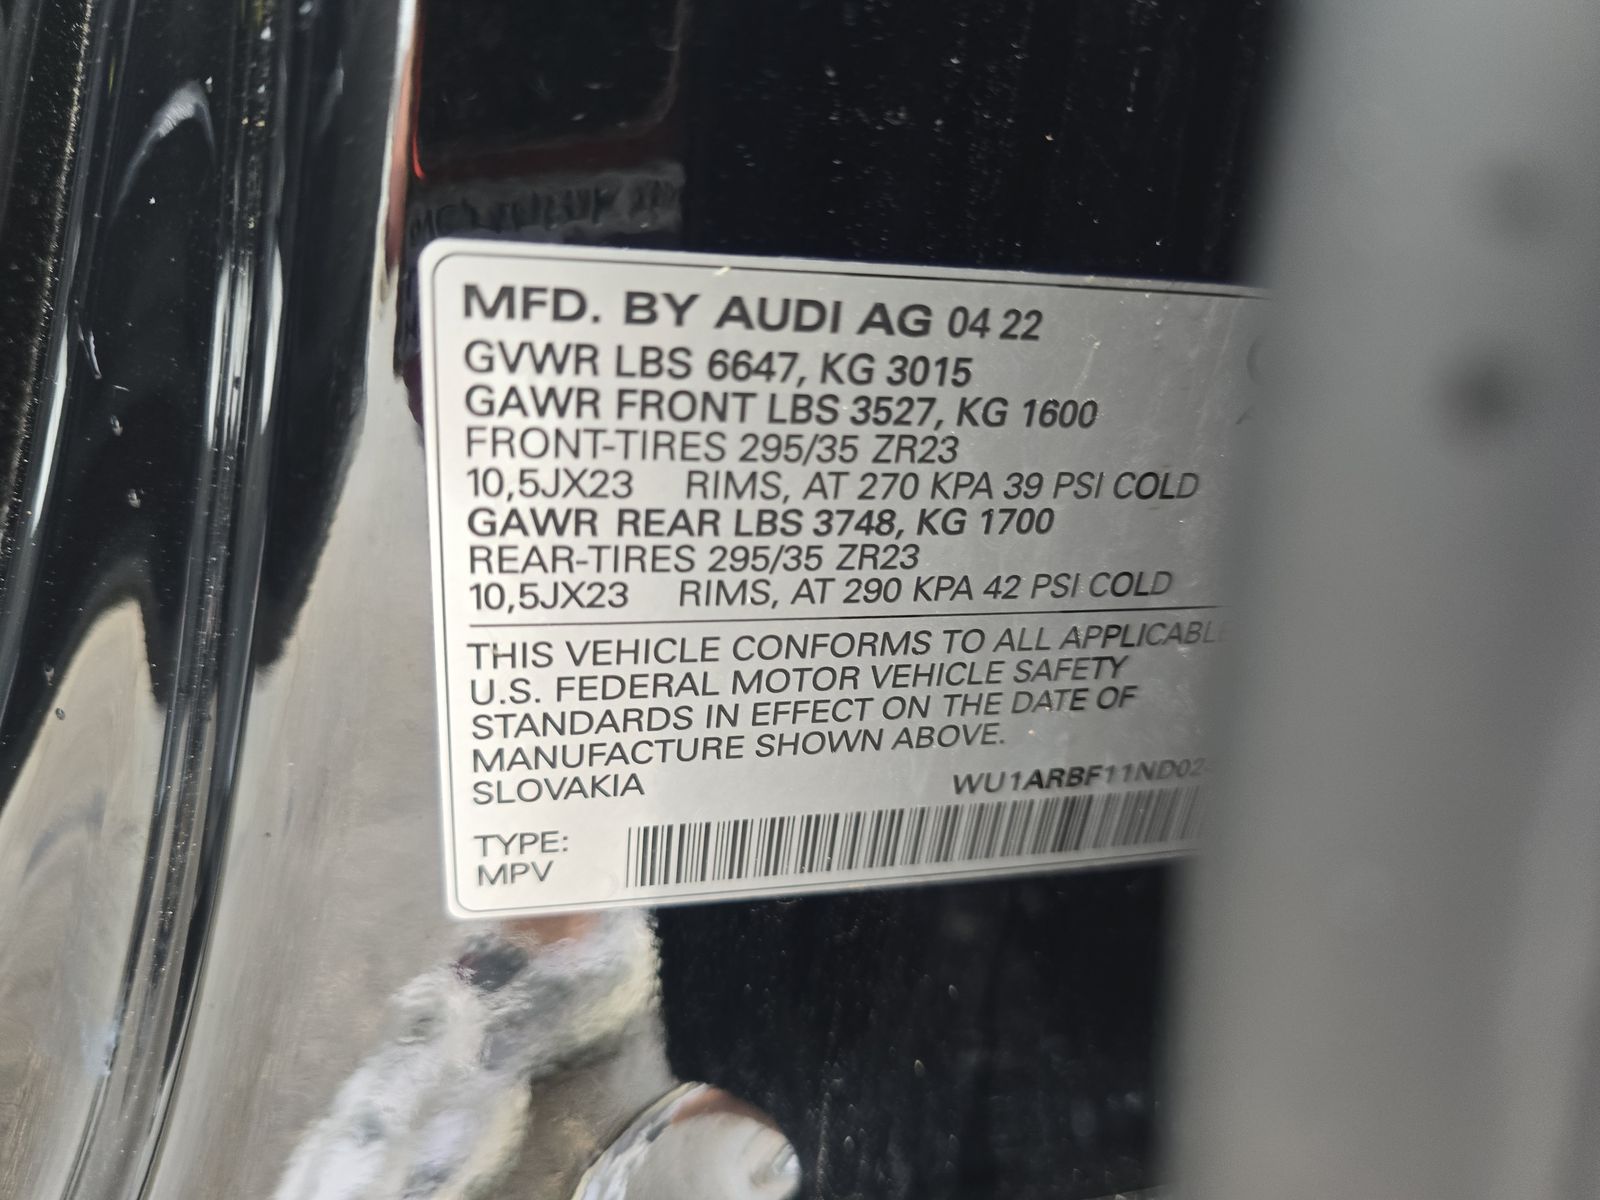 MFD. BY AUDI AG 04 22
GVWR LBS 6647, KG 3015
GAWR FRONT LBS 3527, KG 1600
FRONT-TIRES 295/35 ZR23
10,5JX23 RIMS, AT 270 KPA 39 PSI COLD
GAWR REAR LBS 3748, KG 1700
REAR-TIRES 295/35 ZR23
10,5JX23 RIMS, AT 290 KPA 42 PSI COLD
THIS VEHICLE CONFORMS TO ALL APPLICABLE
U.S. FEDERAL MOTOR VEHICLE SAFETY
STANDARDS IN EFFECT ON THE DATE OF
MANUFACTURE SHOWN ABOVE.
SLOVAKIA WU1ARBF11ND02
TYPE:
MPV